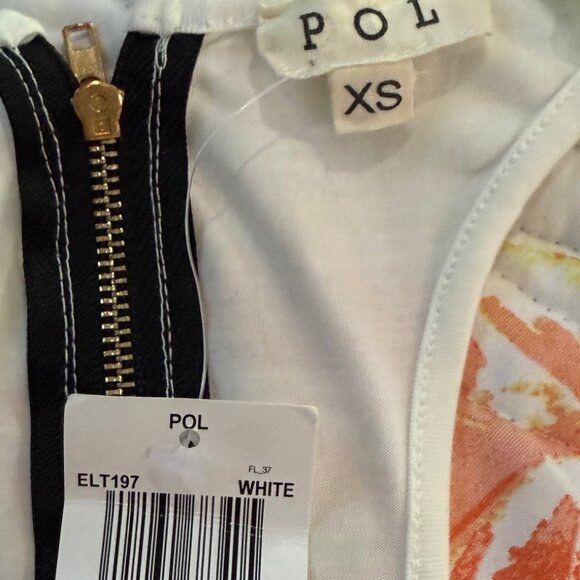 POL
XS
POL
FL_37
ELT197 WHITE